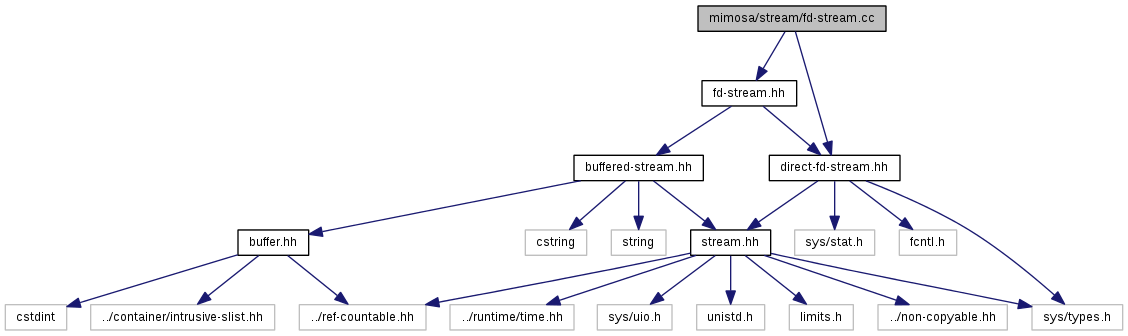 mimosa/stream/fd-stream.cc
fd-stream.hh
buffered-stream.hh
direct-fd-stream.hh
buffer.hh
cstring
string
stream.hh
sys/stat.h
fcntl.h
cstdint
../container/intrusive-slist.hh
../ref-countable.hh
../runtime/time.hh
sys/uio.h
unistd.h
limits.h
../non-copyable.hh
sys/types.h